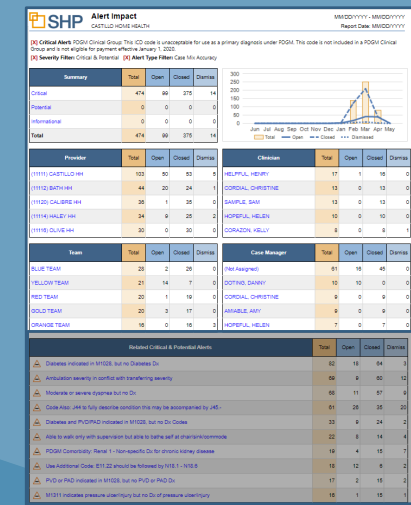 SHP
Alert Impact
CASTILLO HOME HEALTH
MM/DD/YYYY - MM/DD/YYYY
Report Date: MM/DD/YYYY
[X] Critical Alert: PDGM Clinical Group: This ICD code is unacceptable for use as a primary diagnosis under PDGM. This code is not included in a PDGM Clinical
Group and is not eligible for payment effective January 1, 2020.
[X] Severity Filter: Critical & Potential [X] Alert Type Filter: Case Mix Accuracy
Summary Total Open Closed Dismiss
Critical 474 99 375 14
Potential 0 0 0 0
Informational 0 0 0 0
Total 474 99 375 14
300
250
200
150
100
50
0
Jun Jul Aug Sep Oct Nov Dec Jan Feb Mar Apr May
Total Open Closed Dismissed
Provider Total Open Closed Dismiss
(11111) CASTILLO HH 103 50 53 5
(11112) BATH HH 44 20 24 1
(11120) CALIBRE HH 36 1 35 0
(11114) HALEY HH 34 9 25 2
(11116) OLIVE HH 30 0 30 0
Clinician Total Open Closed Dismiss
HELPFUL, HENRY 17 1 16 0
CORDIAL, CHRISTINE 13 0 13 0
SAMPLE, SAM 13 0 13 0
HOPEFUL, HELEN 10 0 10 0
CORAZON, KELLY 8 0 8 1
Team Total Open Closed Dismiss
BLUE TEAM 28 2 26 0
YELLOW TEAM 21 14 7 0
RED TEAM 20 1 19 0
GOLD TEAM 20 3 17 0
ORANGE TEAM 16 0 16 3
Case Manager Total Open Closed Dismiss
(Not Assigned) 61 16 45 0
DOTING, DANNY 10 10 0 0
CORDIAL, CHRISTINE 9 0 9 0
AMIABLE, AMY 9 0 9 0
HOPEFUL, HELEN 7 0 7 0
Related Critical & Potential Alerts Total Open Closed Dismiss
Diabetes indicated in M1028, but no Diabetes Dx 82 18 64 3
Ambulation severity in conflict with transferring severity 69 9 60 12
Moderate or severe dyspnea but no Dx 68 11 57 9
Code Also: J44 to fully describe condition this may be accompanied by J45.- 61 26 35 20
Diabetes and PVD/PAD indicated in M1028, but no Dx Codes 33 9 24 2
Able to walk only with supervision but able to bathe self at chair/sink/commode 22 8 14 4
PDGM Comorbidity: Renal 1 - Non-specific Dx for chronic kidney disease 19 4 15 7
Use Additional Code: E11.22 should be followed by N18.1 - N18.6 18 12 6 2
PVD or PAD indicated in M1028, but no PVD or PAD Dx 17 2 15 2
M1311 indicates pressure ulcer/injury but no Dx of pressure ulcer/injury 16 1 15 1